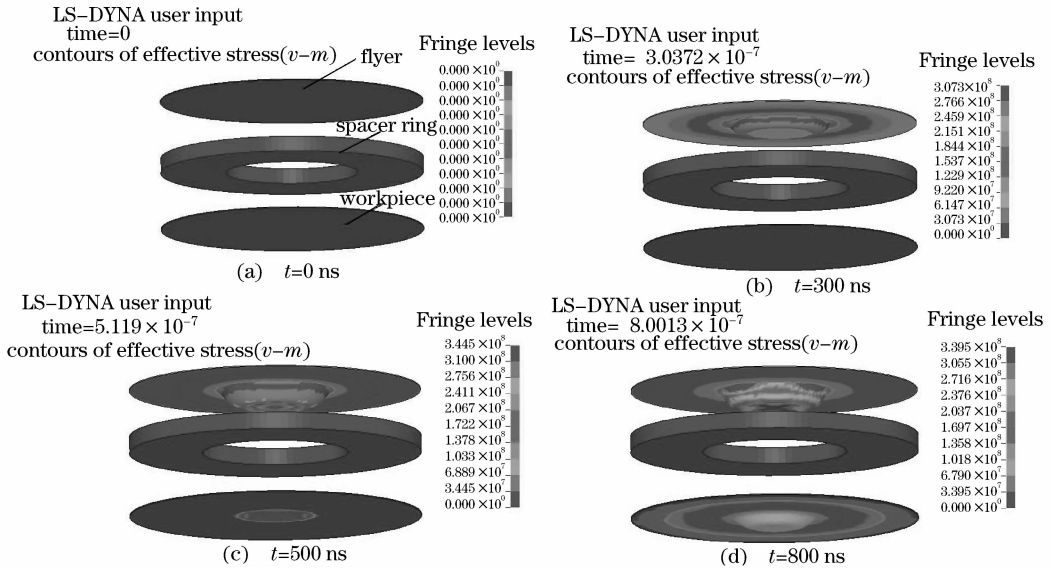 LS-DYNA user input
time=0
contours of effective stress(v-m)
Fringe levels
0.000×10⁰
0.000×10⁰
0.000×10⁰
0.000×10⁰
0.000×10⁰
0.000×10⁰
0.000×10⁰
0.000×10⁰
0.000×10⁰
0.000×10⁰
0.000×10⁰
flyer
spacer ring
workpiece
(a) t=0 ns
LS-DYNA user input
time= 3.0372×10⁻⁷
contours of effective stress(v-m)
Fringe levels
3.073×10⁸
2.766×10⁸
2.459×10⁸
2.151×10⁸
1.844×10⁸
1.537×10⁸
1.229×10⁸
9.220×10⁷
6.147×10⁷
3.073×10⁷
0.000×10⁰
(b) t=300 ns
LS-DYNA user input
time=5.119×10⁻⁷
contours of effective stress(v-m)
Fringe levels
3.445×10⁸
3.100×10⁸
2.756×10⁸
2.411×10⁸
2.067×10⁸
1.722×10⁸
1.378×10⁸
1.033×10⁸
6.889×10⁷
3.445×10⁷
0.000×10⁰
(c) t=500 ns
LS-DYNA user input
time= 8.0013×10⁻⁷
contours of effective stress(v-m)
Fringe levels
3.395×10⁸
3.055×10⁸
2.716×10⁸
2.376×10⁸
2.037×10⁸
1.697×10⁸
1.358×10⁸
1.018×10⁸
6.790×10⁷
3.395×10⁷
0.000×10⁰
(d) t=800 ns